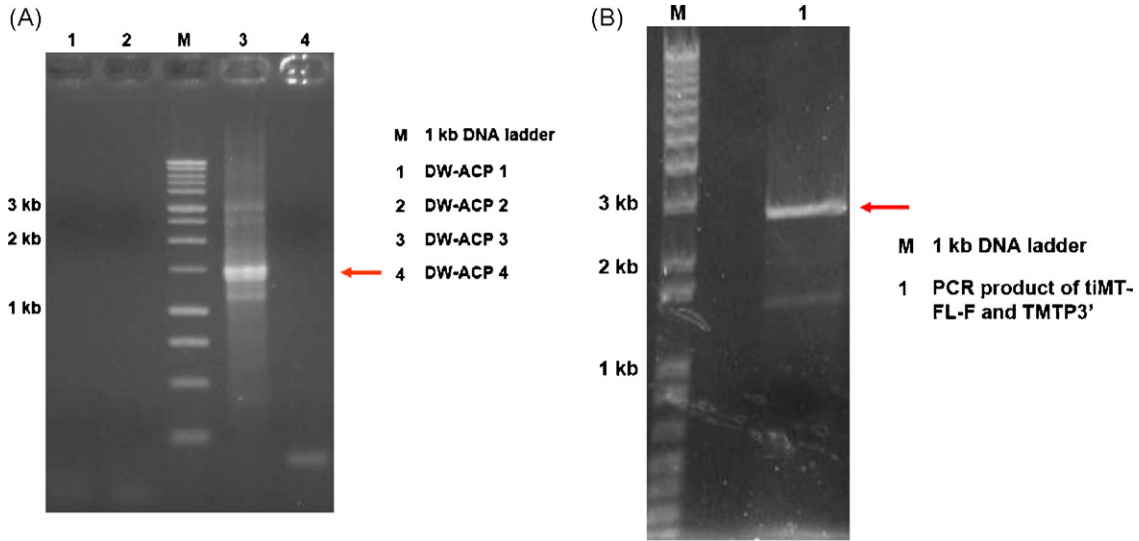 (A)
1 2 M 3 4
3 kb
2 kb
1 kb
M 1 kb DNA ladder
1 DW-ACP 1
2 DW-ACP 2
3 DW-ACP 3
4 DW-ACP 4
(B)
M 1
3 kb
2 kb
1 kb
M 1 kb DNA ladder
1 PCR product of tiMT-
FL-F and TMTP3'